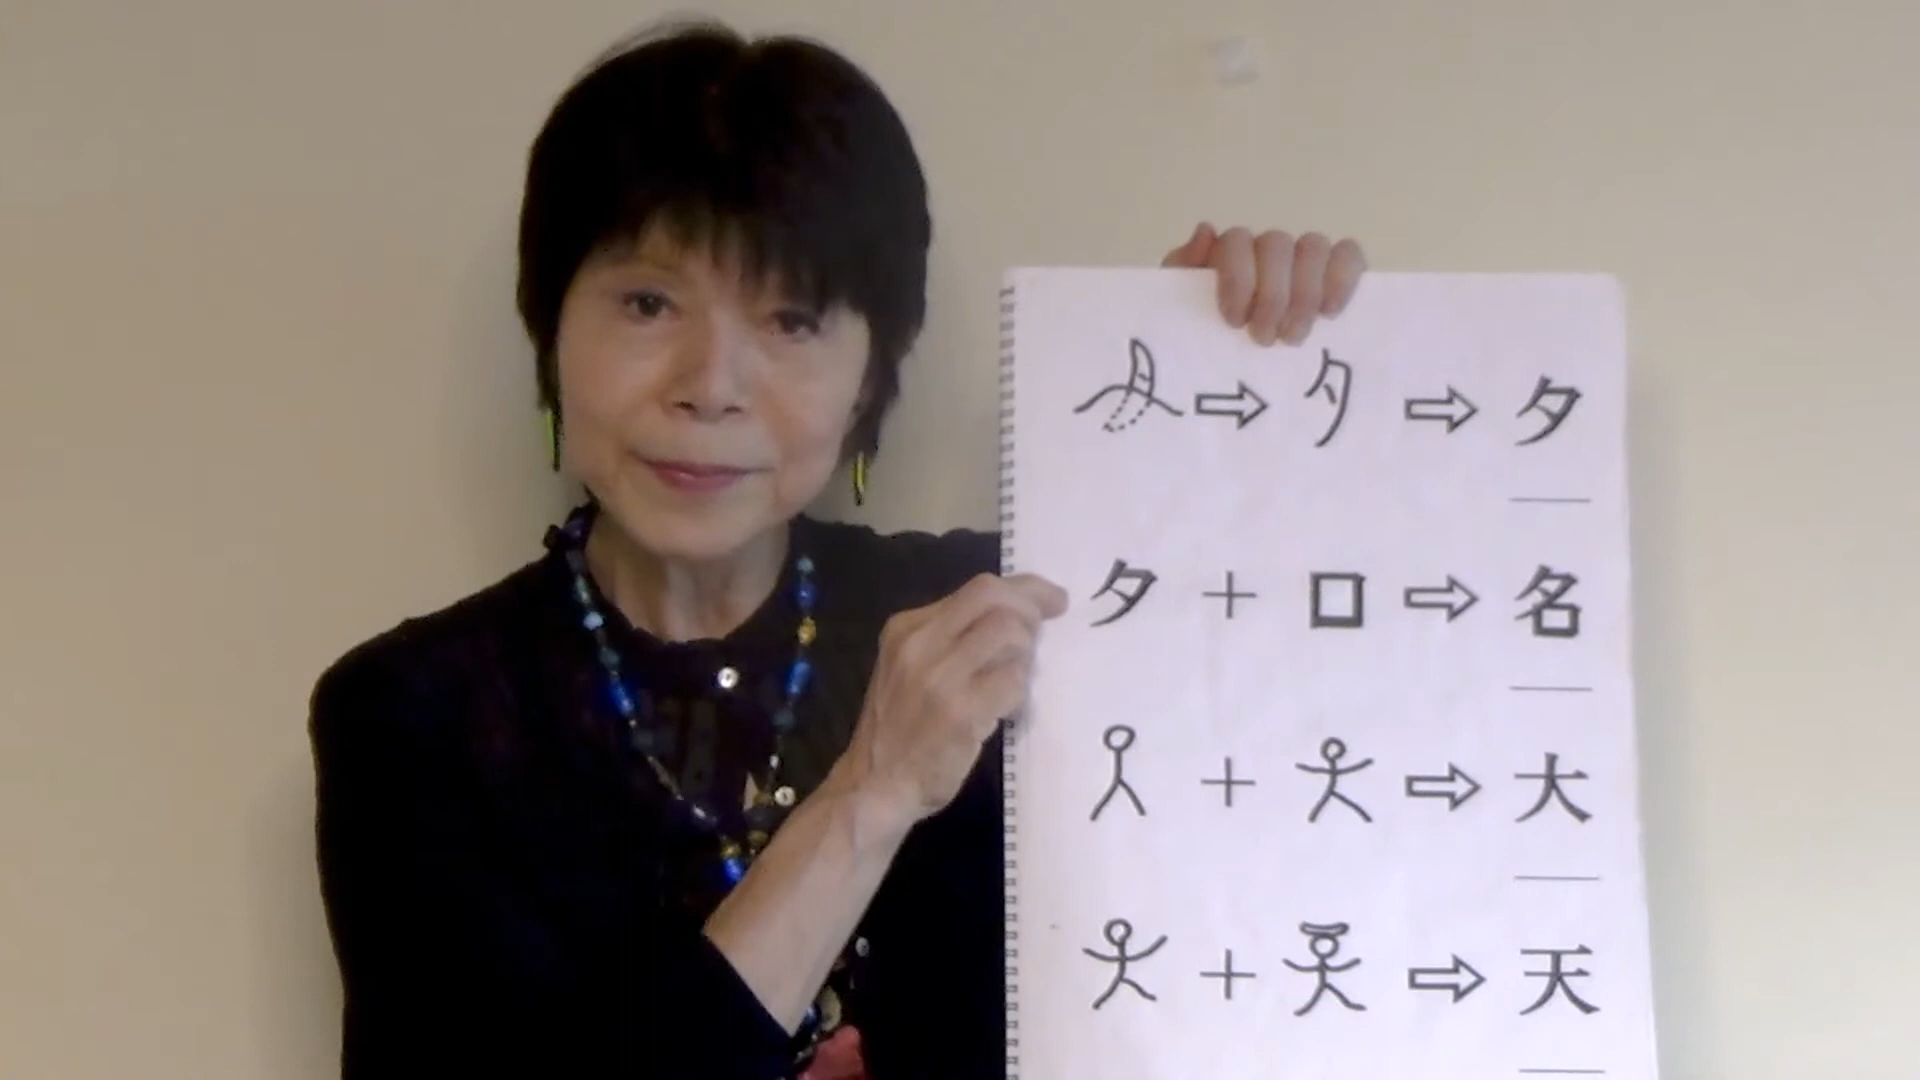 ⇨ ⇨ 夕
夕 + 口 ⇨ 名
+ ⇨ 大
+ ⇨ 天